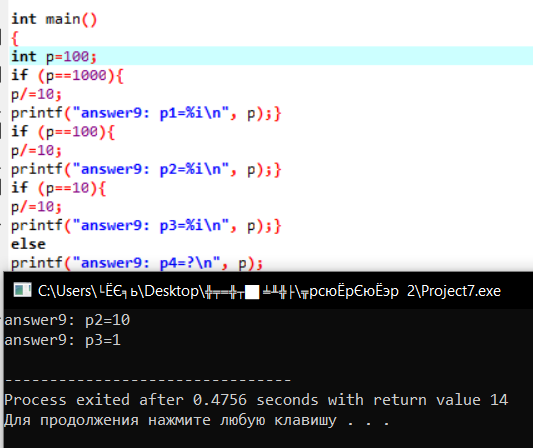 int main()
{
int p=100;
if (p==1000){
p/=10;
printf("answer9: p1=%i\n", p);}
if (p==100){
p/=10;
printf("answer9: p2=%i\n", p);}
if (p==10){
p/=10;
printf("answer9: p3=%i\n", p);}
else
printf("answer9: p4=?\n", p);
C:\Users\└ЁЄ╕ь\Desktop\╬╤═╬┬▆╧╨╬├\╦рсюЁрЄюЁэр 2\Project7.exe
answer9: p2=10
answer9: p3=1
--------------------------------
Process exited after 0.4756 seconds with return value 14
Для продолжения нажмите любую клавишу . . .